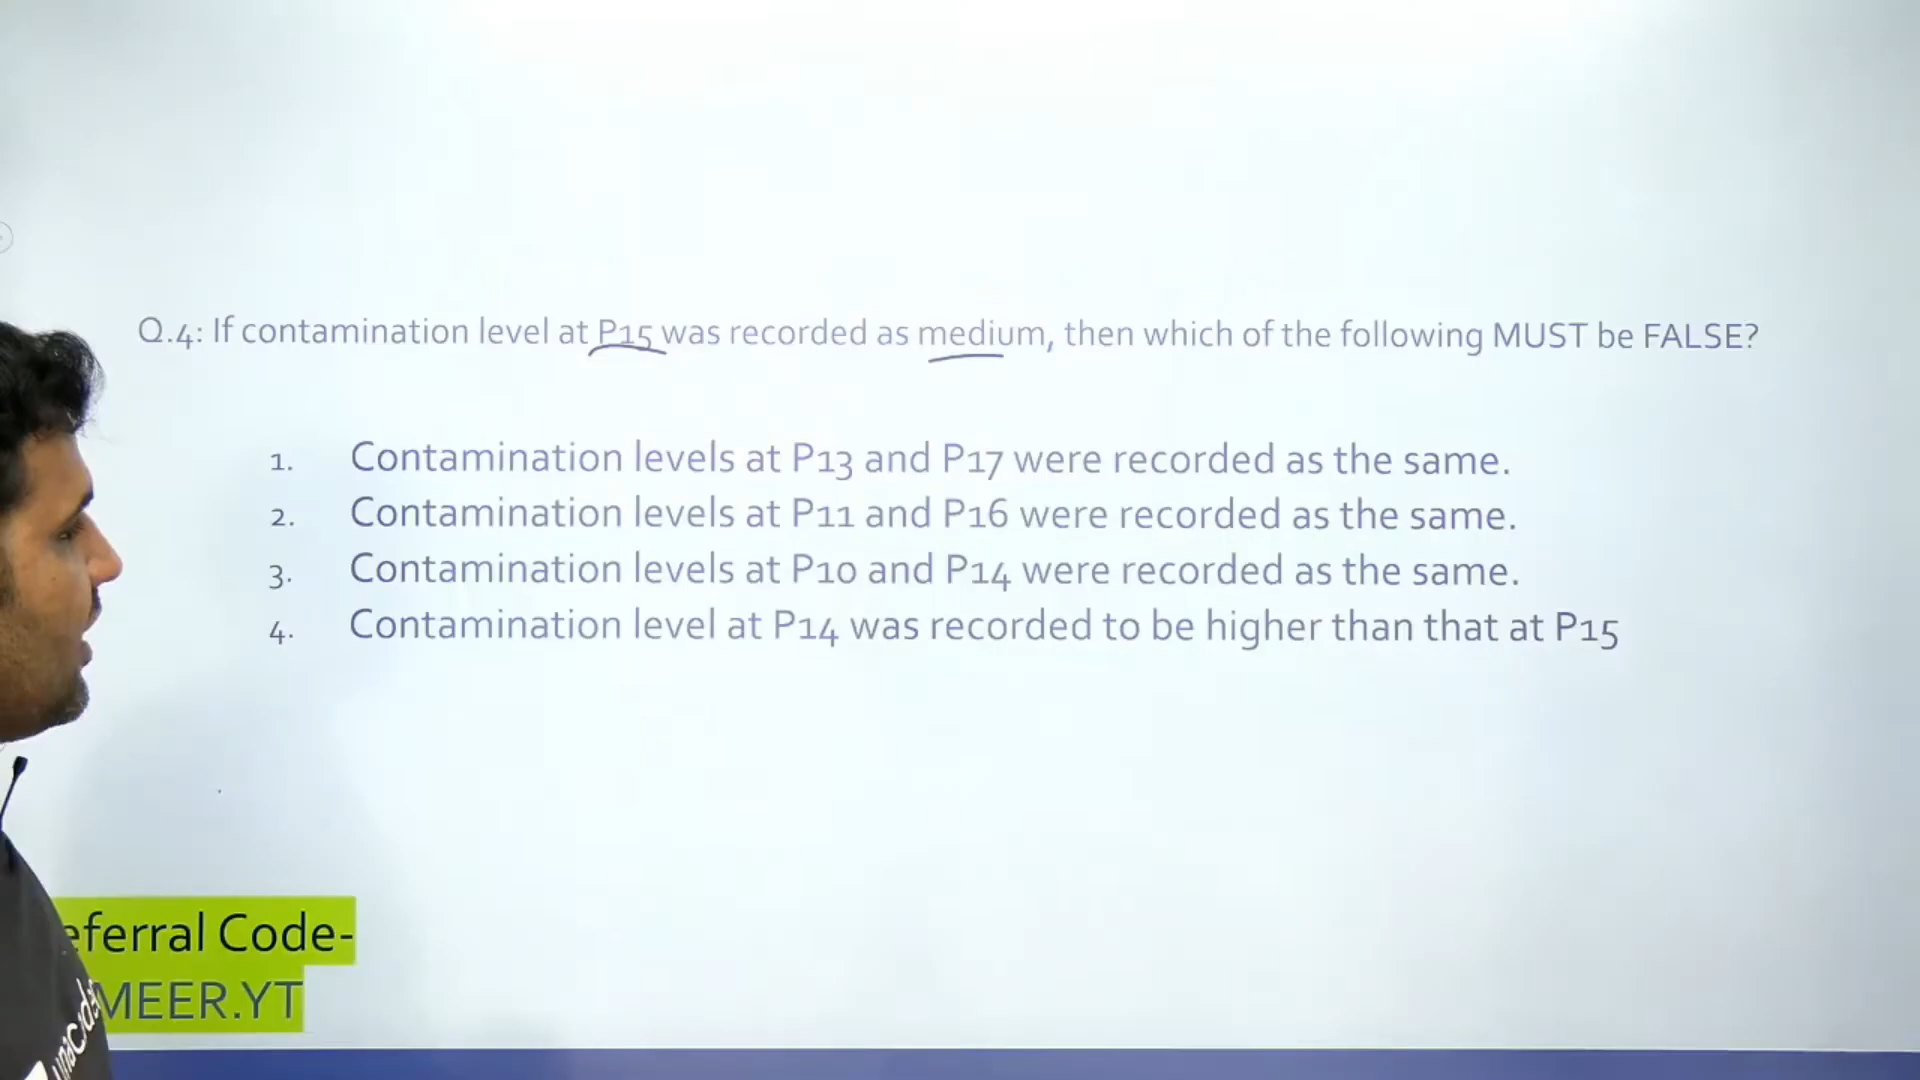 Q.4: If contamination level at P15 was recorded as medium, then which of the following MUST be FALSE?
1. Contamination levels at P13 and P17 were recorded as the same.
2. Contamination levels at P11 and P16 were recorded as the same.
3. Contamination levels at P10 and P14 were recorded as the same.
4. Contamination level at P14 was recorded to be higher than that at P15
eferral Code-
MEER.YT